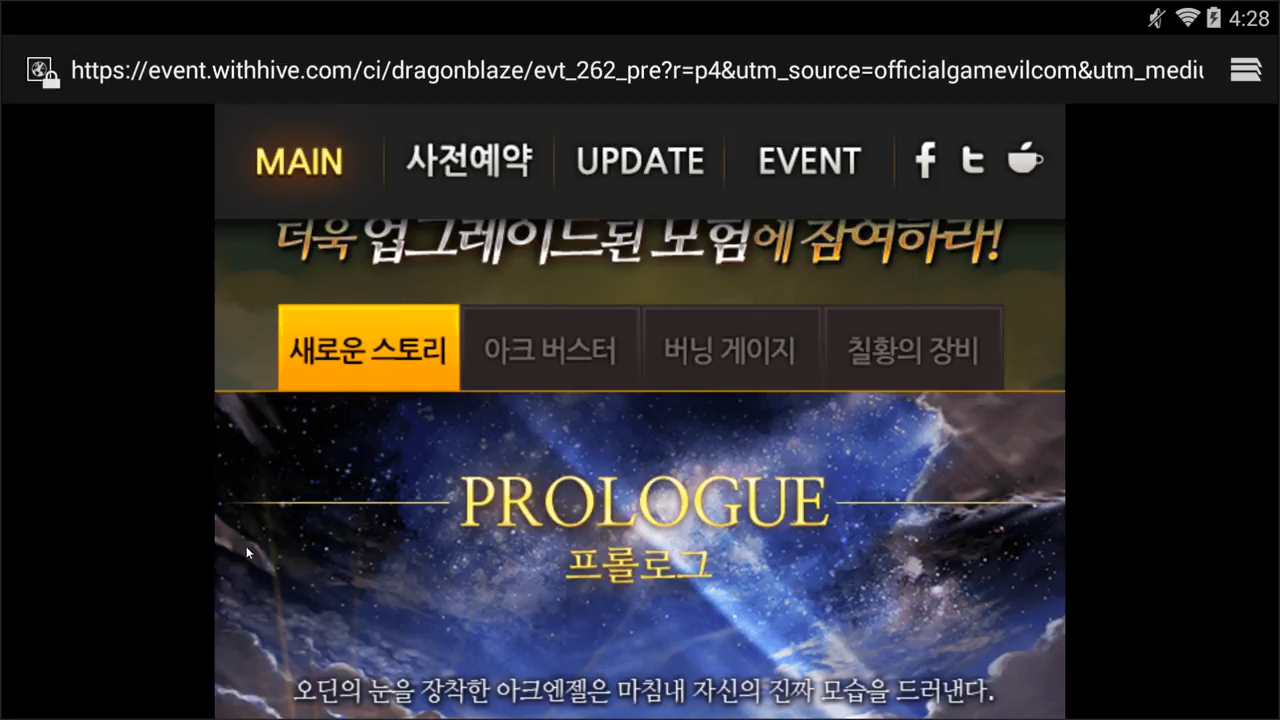 4:28
https://event.withhive.com/ci/dragonblaze/evt_262_pre?r=p4&utm_source=officialgamevilcom&utm_mediu
MAIN 사전예약 UPDATE EVENT
더욱 업그레이드된 모험에 참여하라!
새로운 스토리 아크 버스터 버닝 게이지 칠황의 장비
PROLOGUE
프롤로그
오딘의 눈을 장착한 아크엔젤은 마침내 자신의 진짜 모습을 드러낸다.